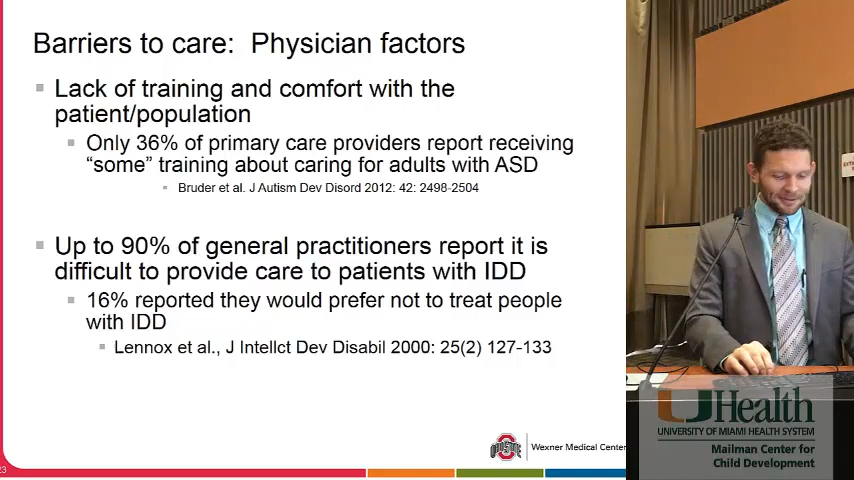 Barriers to care:  Physician factors
Lack of training and comfort with the
patient/population
Only 36% of primary care providers report receiving
“some” training about caring for adults with ASD
Bruder et al. J Autism Dev Disord 2012: 42: 2498-2504
Up to 90% of general practitioners report it is
difficult to provide care to patients with IDD
16% reported they would prefer not to treat people
with IDD
Lennox et al., J Intellct Dev Disabil 2000: 25(2) 127-133
OHIO STATE
Wexner Medical Center
23
UHealth
UNIVERSITY OF MIAMI HEALTH SYSTEM
Mailman Center for
Child Development